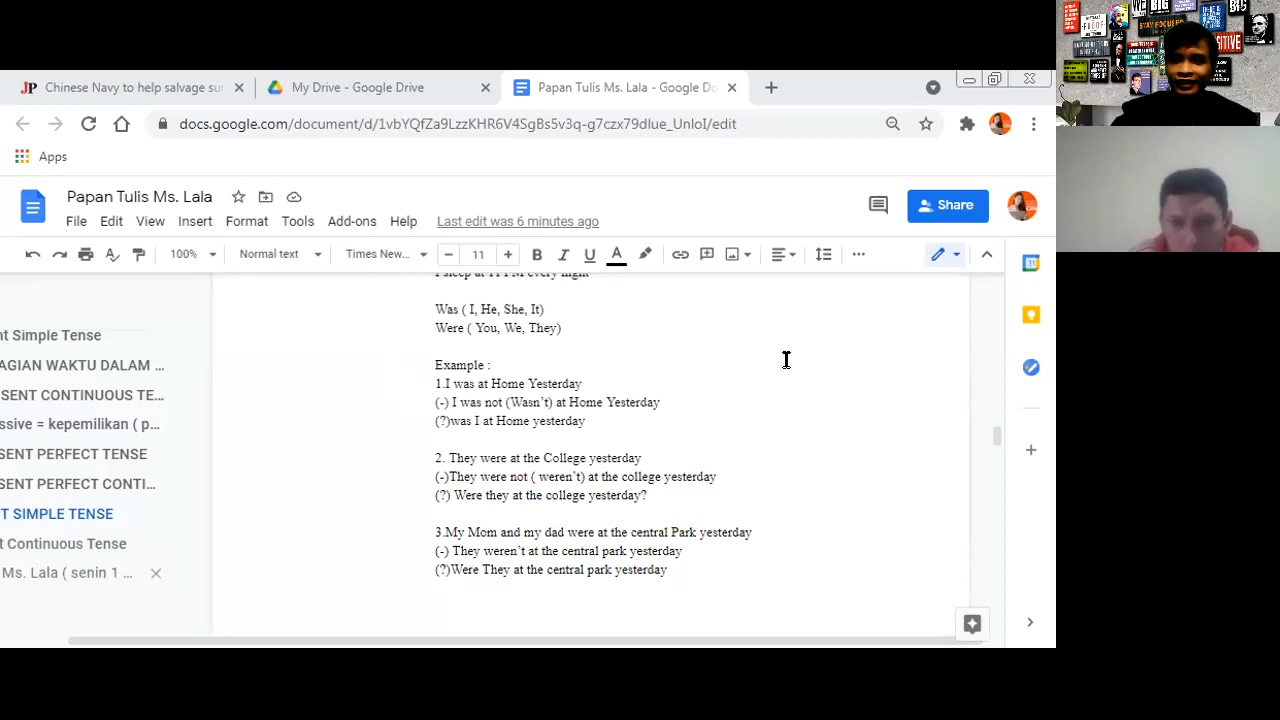 Chinese Navy to help salvage su
My Drive - Google Drive
Papan Tulis Ms. Lala - Google Do
Apps
Papan Tulis Ms. Lala
File Edit View Insert Format Tools Add-ons Help Last edit was 6 minutes ago
Share
100% Normal text Times New... 11
nt Simple Tense
AGIAN WAKTU DALAM ...
SENT CONTINUOUS TE...
ssive = kepemilikan ( p...
SENT PERFECT TENSE
SENT PERFECT CONTI...
T SIMPLE TENSE
t Continuous Tense
Ms. Lala ( senin 1 ...
Was ( I, He, She, It)
Were ( You, We, They)
Example :
1.I was at Home Yesterday
(-) I was not (Wasn't) at Home Yesterday
(?)was I at Home yesterday
2. They were at the College yesterday
(-)They were not ( weren't) at the college yesterday
(?) Were they at the college yesterday?
3.My Mom and my dad were at the central Park yesterday
(-) They weren't at the central park yesterday
(?)Were They at the central park yesterday